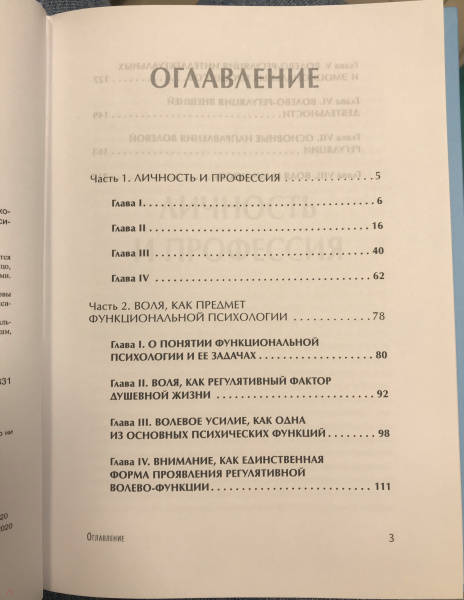 ОГЛАВЛЕНИЕ
Часть 1. ЛИЧНОСТЬ И ПРОФЕССИЯ . . . . . . . . . . . . . . . . 5
Глава I. . . . . . . . . . . . . . . . . . . . . . . . . . . . . . . . . 6
Глава II . . . . . . . . . . . . . . . . . . . . . . . . . . . . . . . . 16
Глава III . . . . . . . . . . . . . . . . . . . . . . . . . . . . . . . 40
Глава IV . . . . . . . . . . . . . . . . . . . . . . . . . . . . . . . 62
Часть 2. ВОЛЯ, КАК ПРЕДМЕТ
ФУНКЦИОНАЛЬНОЙ ПСИХОЛОГИИ . . . . . . . . . . . . . . 78
Глава I. О ПОНЯТИИ ФУНКЦИОНАЛЬНОЙ
ПСИХОЛОГИИ И ЕЕ ЗАДАЧАХ . . . . . . . . . . . . . . . . . 80
Глава II. ВОЛЯ, КАК РЕГУЛЯТИВНЫЙ ФАКТОР
ДУШЕВНОЙ ЖИЗНИ . . . . . . . . . . . . . . . . . . . . . . . 92
Глава III. ВОЛЕВОЕ УСИЛИЕ, КАК ОДНА
ИЗ ОСНОВНЫХ ПСИХИЧЕСКИХ ФУНКЦИЙ . . . . . . . . 98
Глава IV. ВНИМАНИЕ, КАК ЕДИНСТВЕННАЯ
ФОРМА ПРОЯВЛЕНИЯ РЕГУЛЯТИВНОЙ
ВОЛЕВО-ФУНКЦИИ . . . . . . . . . . . . . . . . . . . . . . . 111
ОГЛАВЛЕНИЕ 3